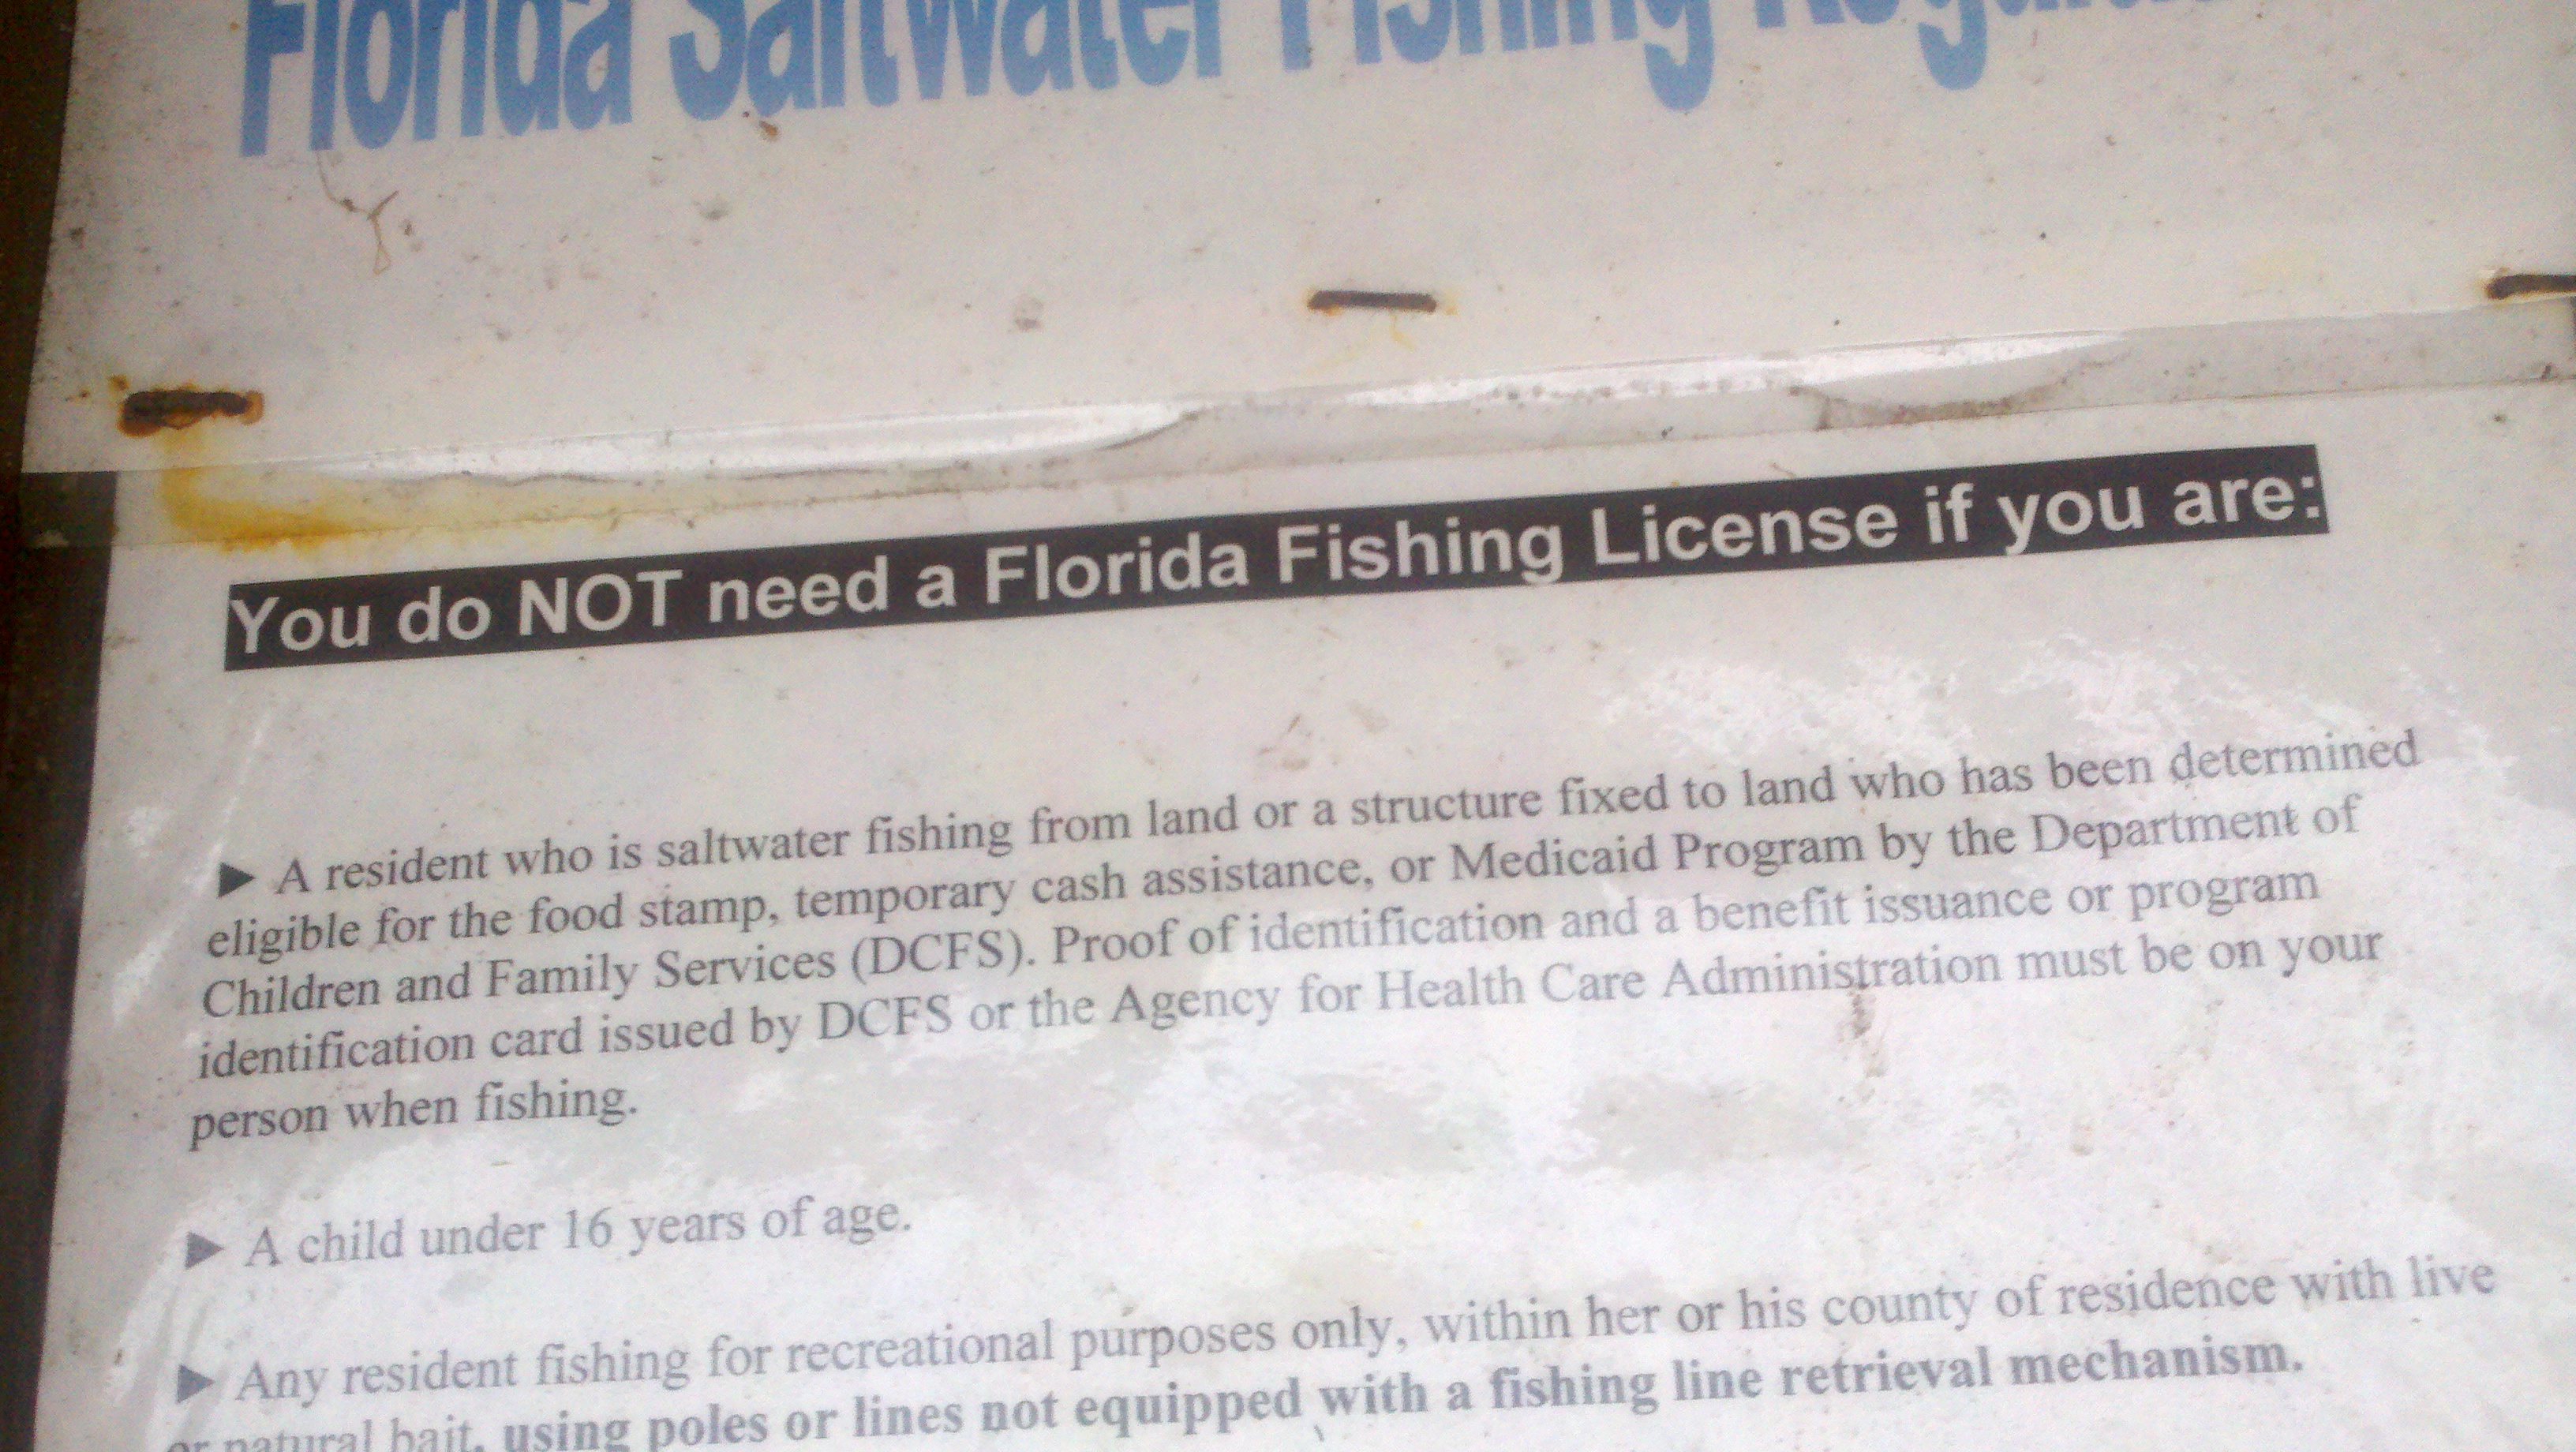 Florida Saltwater Fishing
You do NOT need a Florida Fishing License if you are:
► A resident who is saltwater fishing from land or a structure fixed to land who has been determined
eligible for the food stamp, temporary cash assistance, or Medicaid Program by the Department of
Children and Family Services (DCFS). Proof of identification and a benefit issuance or program
identification card issued by DCFS or the Agency for Health Care Administration must be on your
person when fishing.
► A child under 16 years of age.
► Any resident fishing for recreational purposes only, within her or his county of residence with live
or natural bait, using poles or lines not equipped with a fishing line retrieval mechanism.